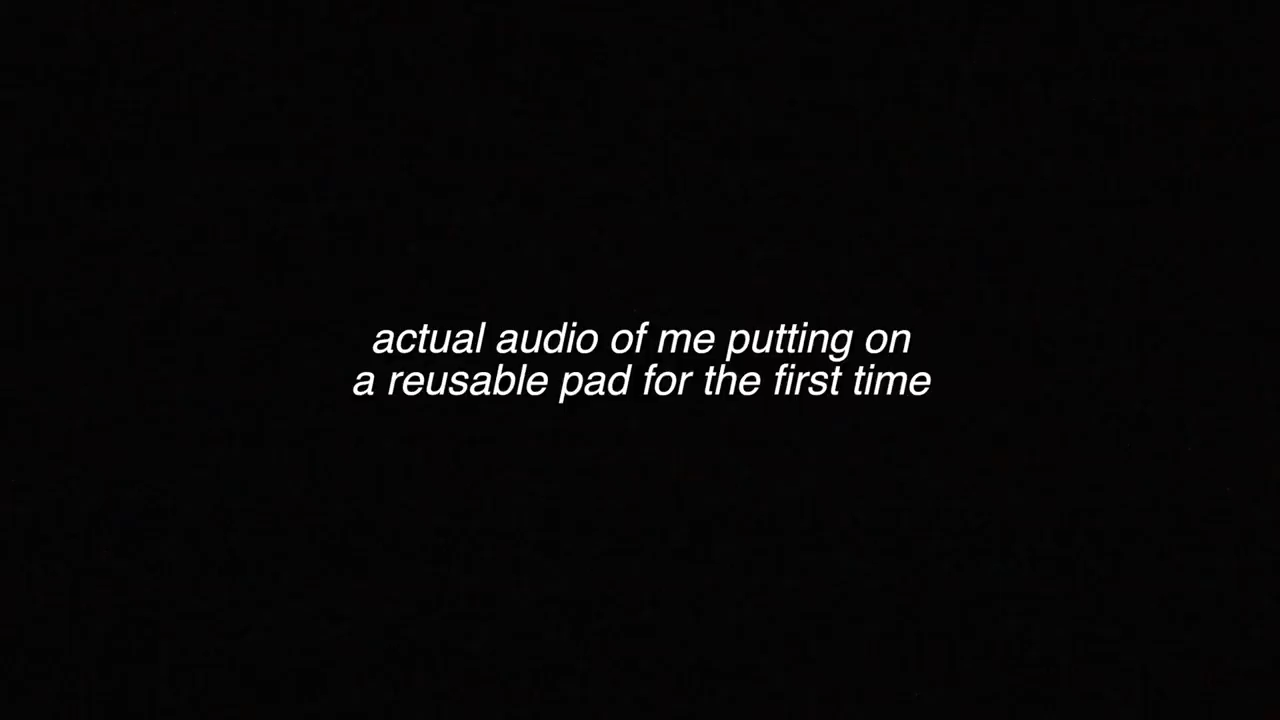 actual audio of me putting on
a reusable pad for the first time